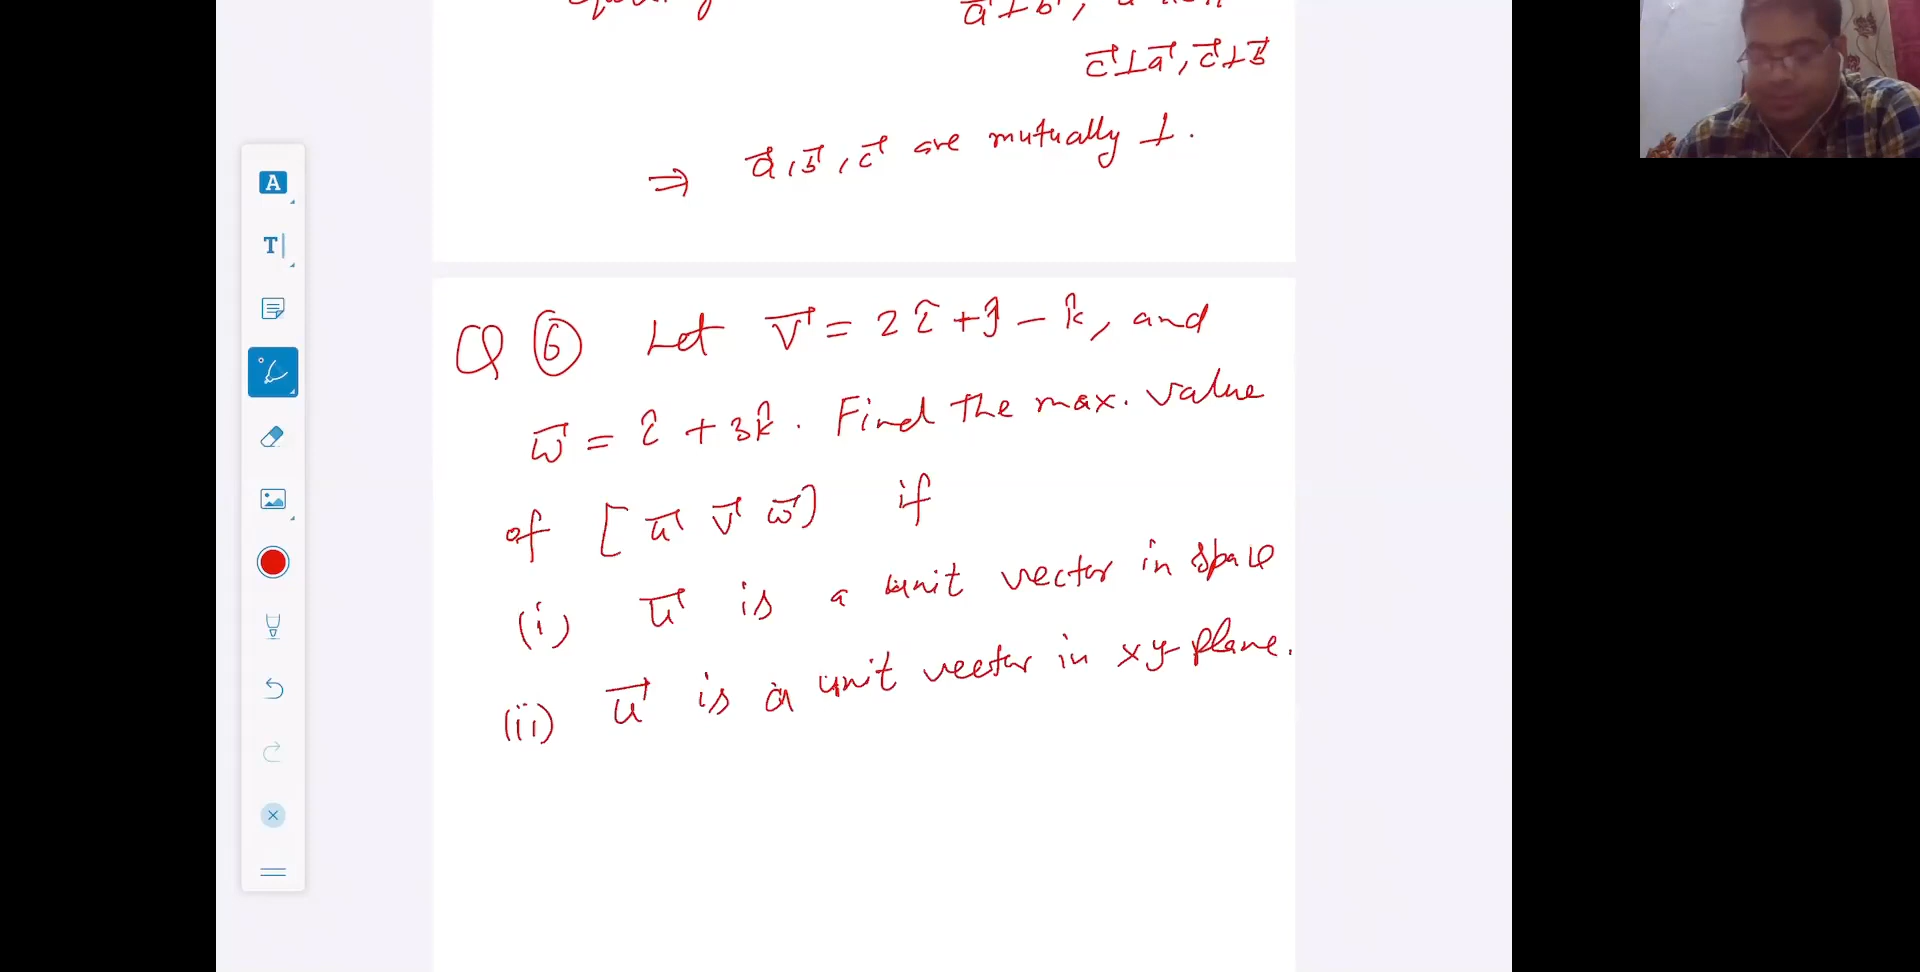 a⃗⊥b⃗,
c⃗⊥a⃗, c⃗⊥b⃗
⇒ a⃗, b⃗, c⃗ are mutually ⊥.
Q ⑥ Let v⃗ = 2î + ĵ − k̂, and
w⃗ = î + 3k̂. Find the max. value
of [u⃗ v⃗ w⃗] if
(i) u⃗ is a unit vector in space
(ii) u⃗ is a unit vector in xy-plane.
A
T